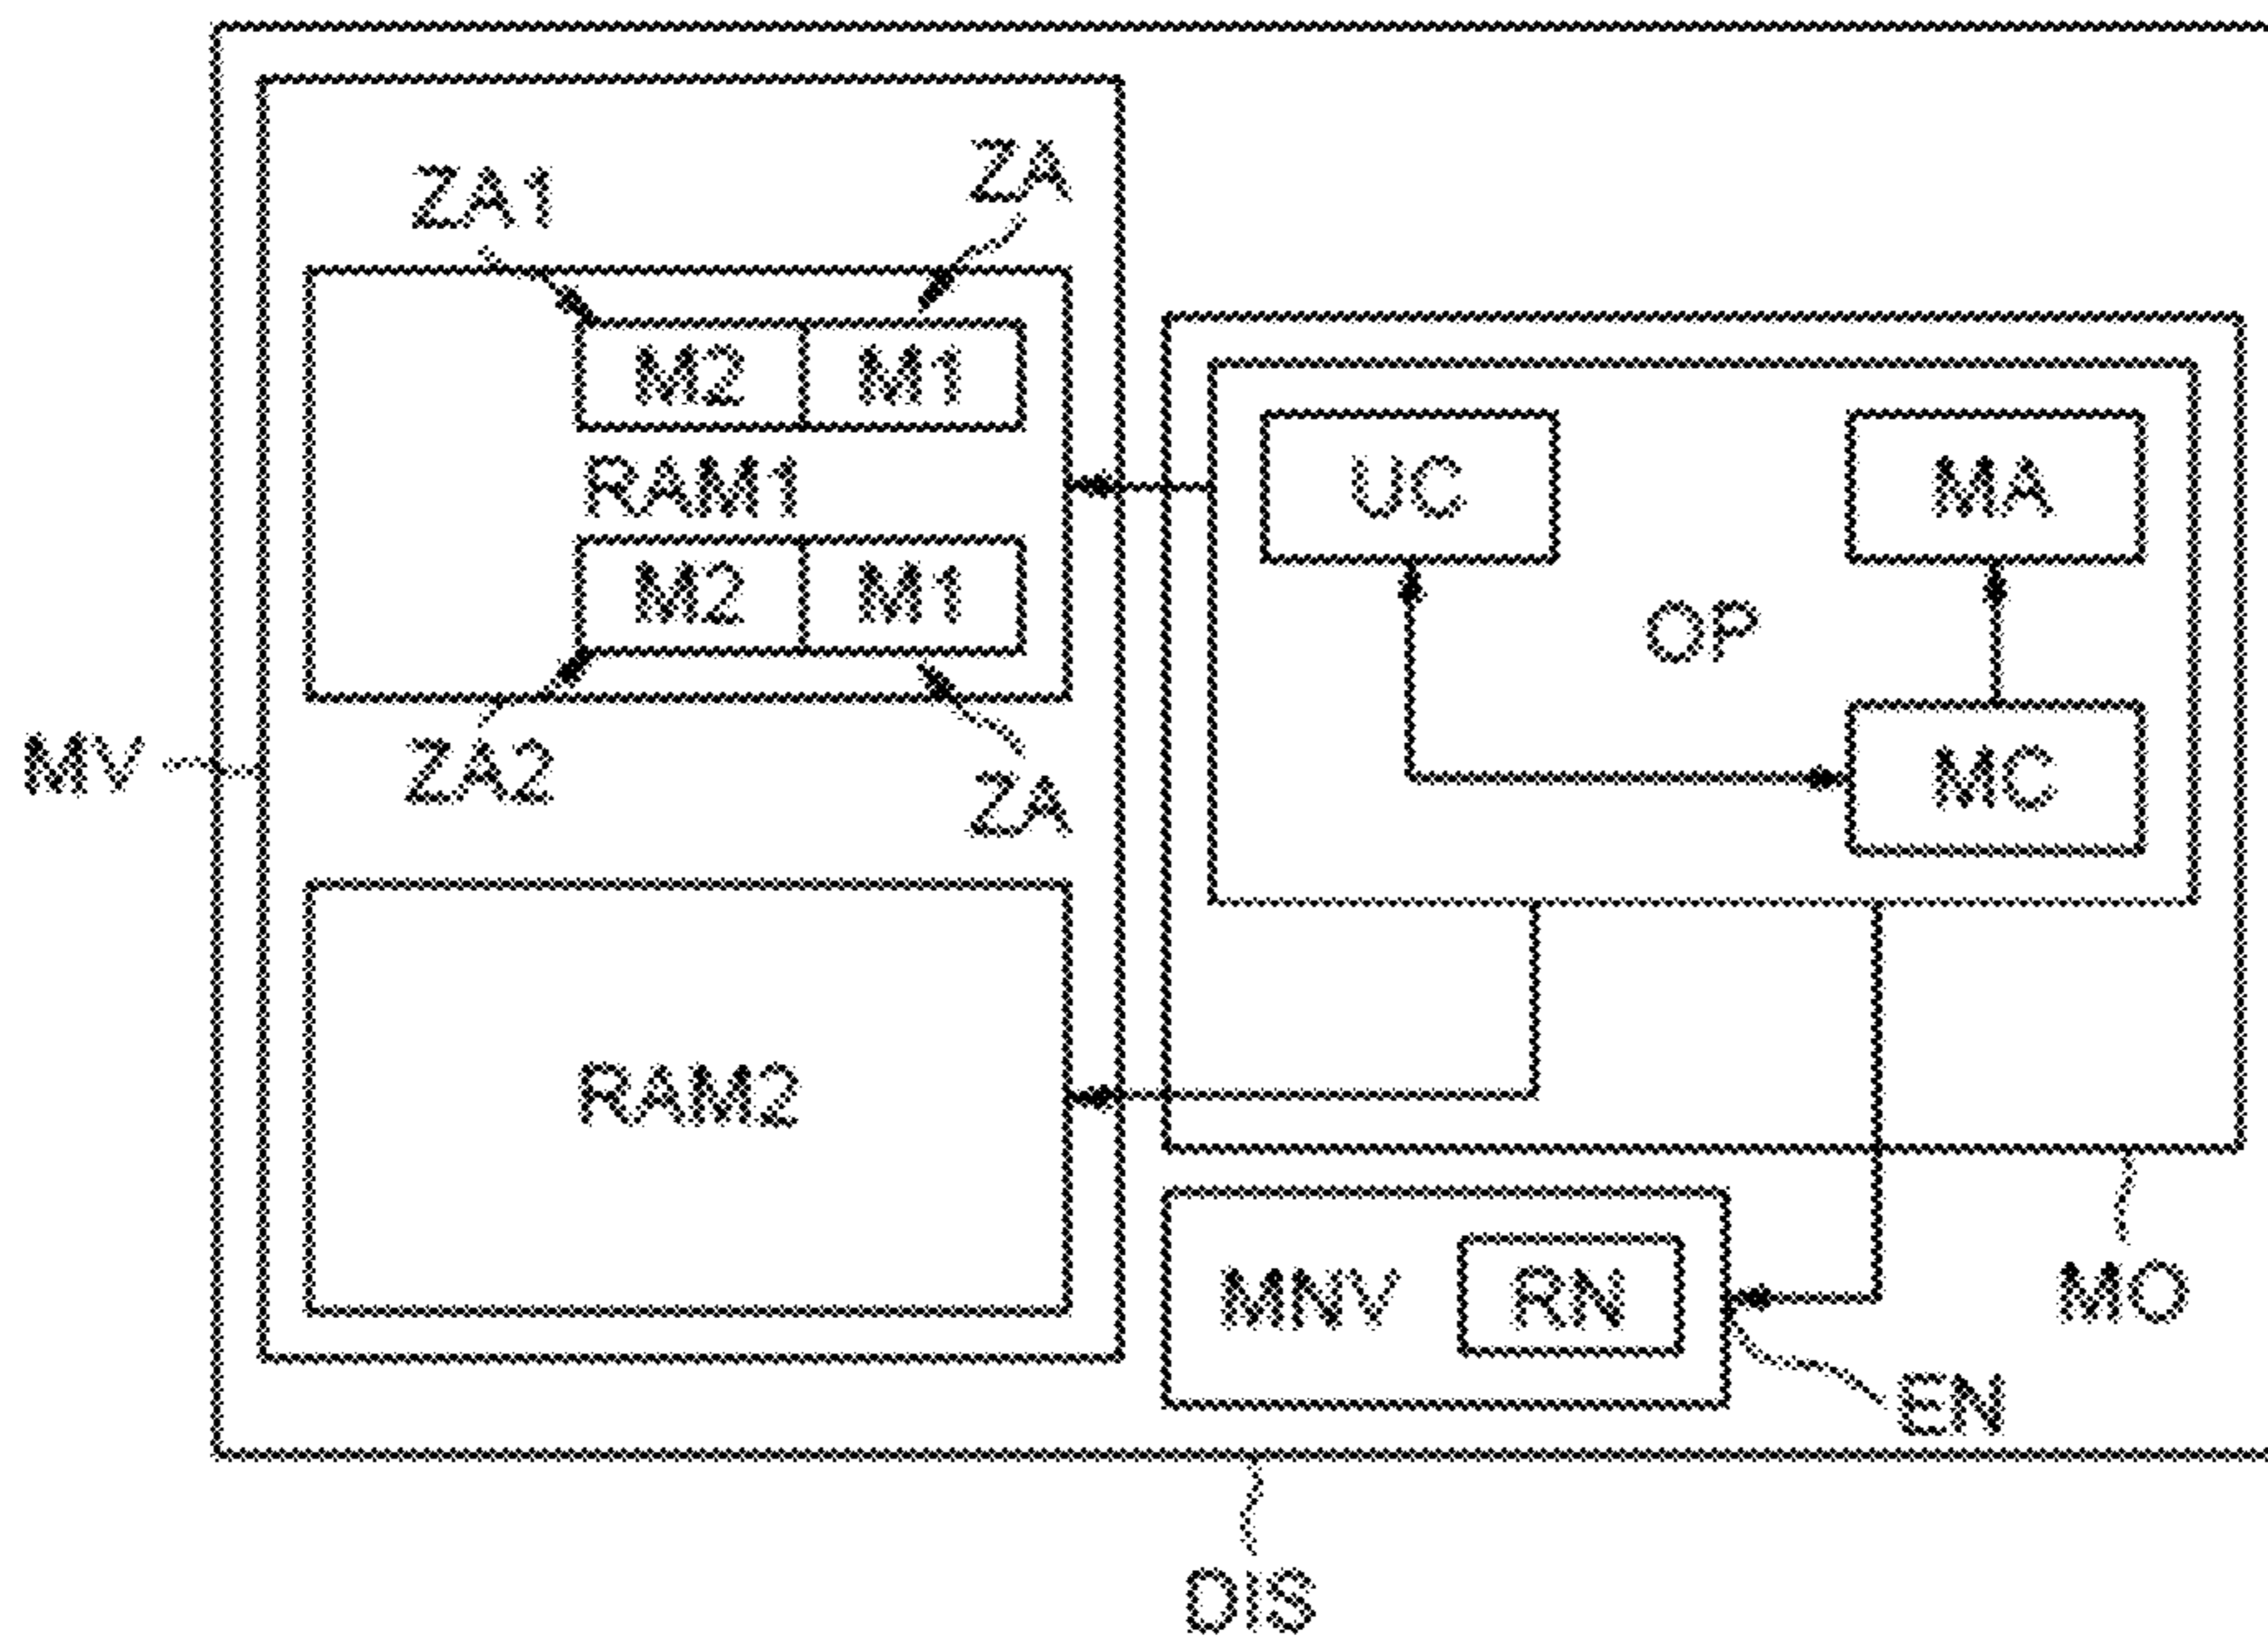 ZA1
ZA
M2 M1
RAM1
M2 M1
UC
MA
OP
MV
ZA2
ZA
MC
RAM2
MNV
RN
MO
EN
DIS